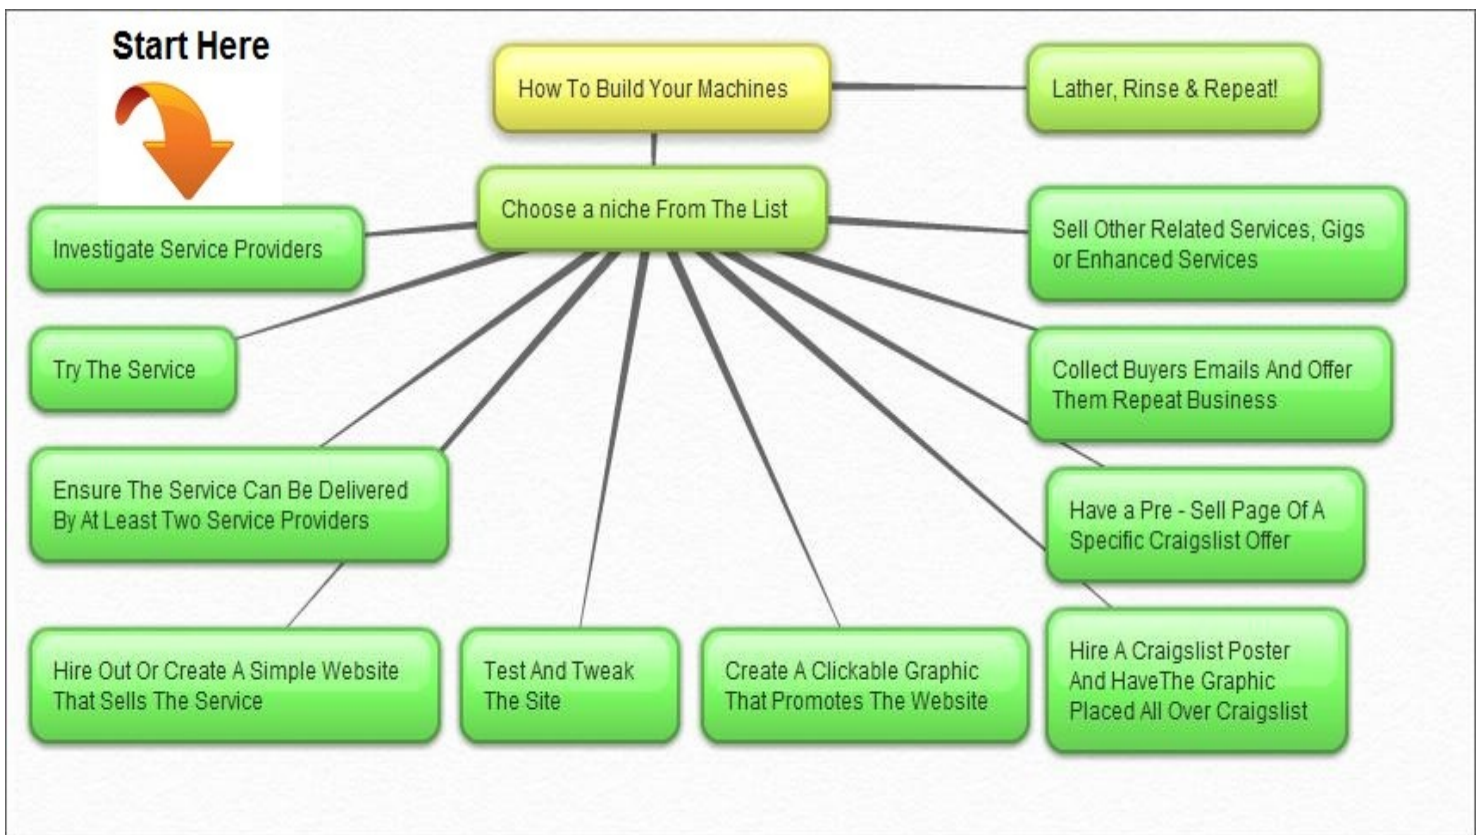 Start Here
How To Build Your Machines
Lather, Rinse & Repeat!
Choose a niche From The List
Investigate Service Providers
Try The Service
Ensure The Service Can Be Delivered
By At Least Two Service Providers
Hire Out Or Create A Simple Website
That Sells The Service
Test And Tweak
The Site
Create A Clickable Graphic
That Promotes The Website
Hire A Craigslist Poster
And HaveThe Graphic
Placed All Over Craigslist
Have a Pre - Sell Page Of A
Specific Craigslist Offer
Collect Buyers Emails And Offer
Them Repeat Business
Sell Other Related Services, Gigs
or Enhanced Services